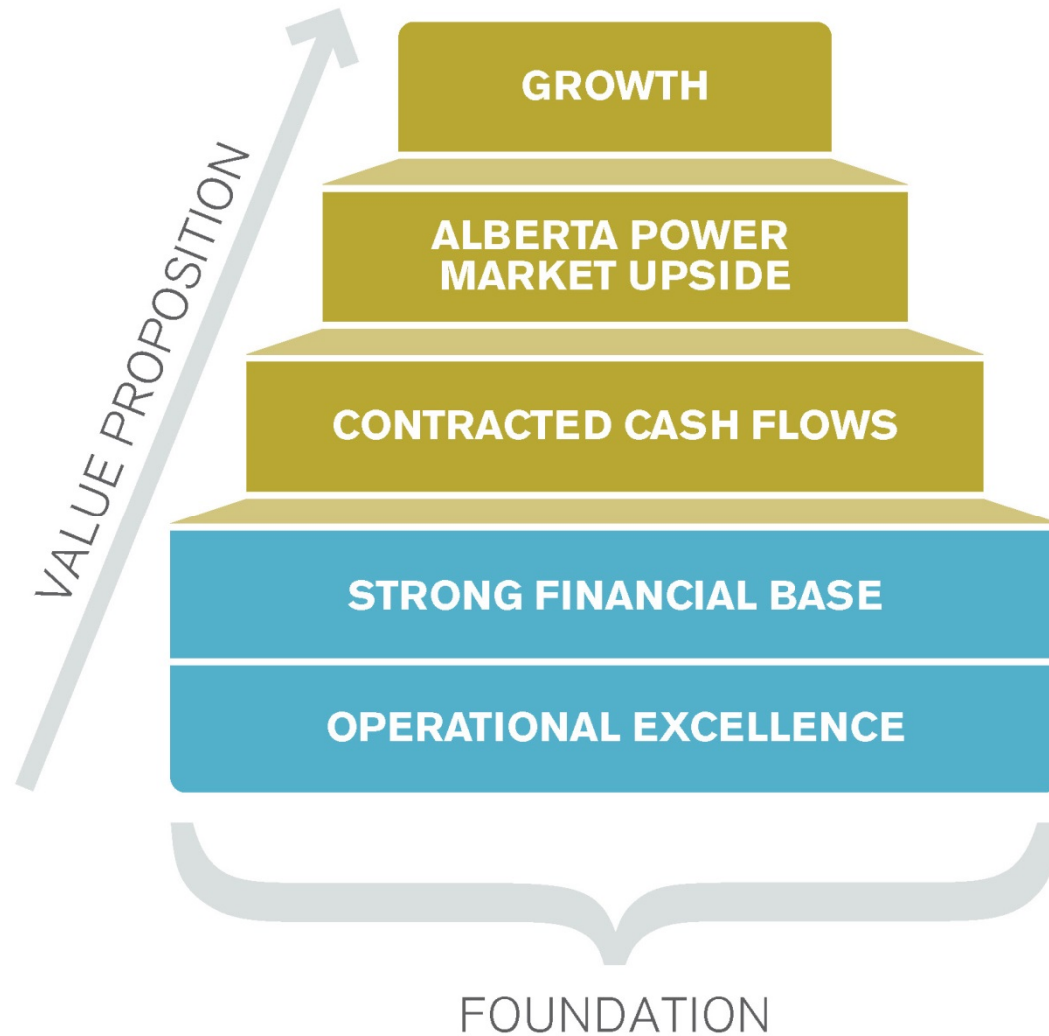 VALUE PROPOSITION
GROWTH
ALBERTA POWER
MARKET UPSIDE
CONTRACTED CASH FLOWS
STRONG FINANCIAL BASE
OPERATIONAL EXCELLENCE
FOUNDATION